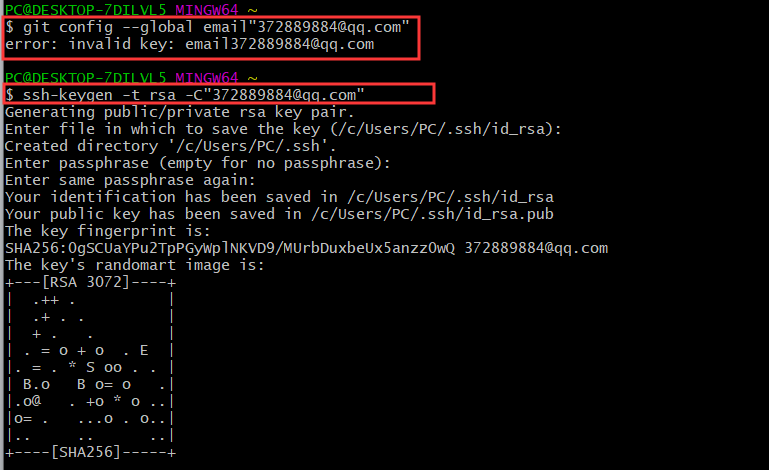 PC@DESKTOP-7DILVL5 MINGW64 ~
$ git config --global email"372889884@qq.com"
error: invalid key: email372889884@qq.com
PC@DESKTOP-7DILVL5 MINGW64 ~
$ ssh-keygen -t rsa -C"372889884@qq.com"
Generating public/private rsa key pair.
Enter file in which to save the key (/c/Users/PC/.ssh/id_rsa):
Created directory '/c/Users/PC/.ssh'.
Enter passphrase (empty for no passphrase):
Enter same passphrase again:
Your identification has been saved in /c/Users/PC/.ssh/id_rsa
Your public key has been saved in /c/Users/PC/.ssh/id_rsa.pub
The key fingerprint is:
SHA256:OgSCUaYPu2TpPGyWplNKVD9/MUrbDuxbeUx5anzzOwQ 372889884@qq.com
The key's randomart image is:
+---[RSA 3072]----+
|  .++ .          |
|  .+ . .         |
|  + .   .        |
| . = o + o  . E  |
|. = . * S oo . . |
| B.o   B o= o   .|
|.o@   . +o * o ..|
|o= .   ...o . o..|
|..     ..      ..|
+----[SHA256]-----+